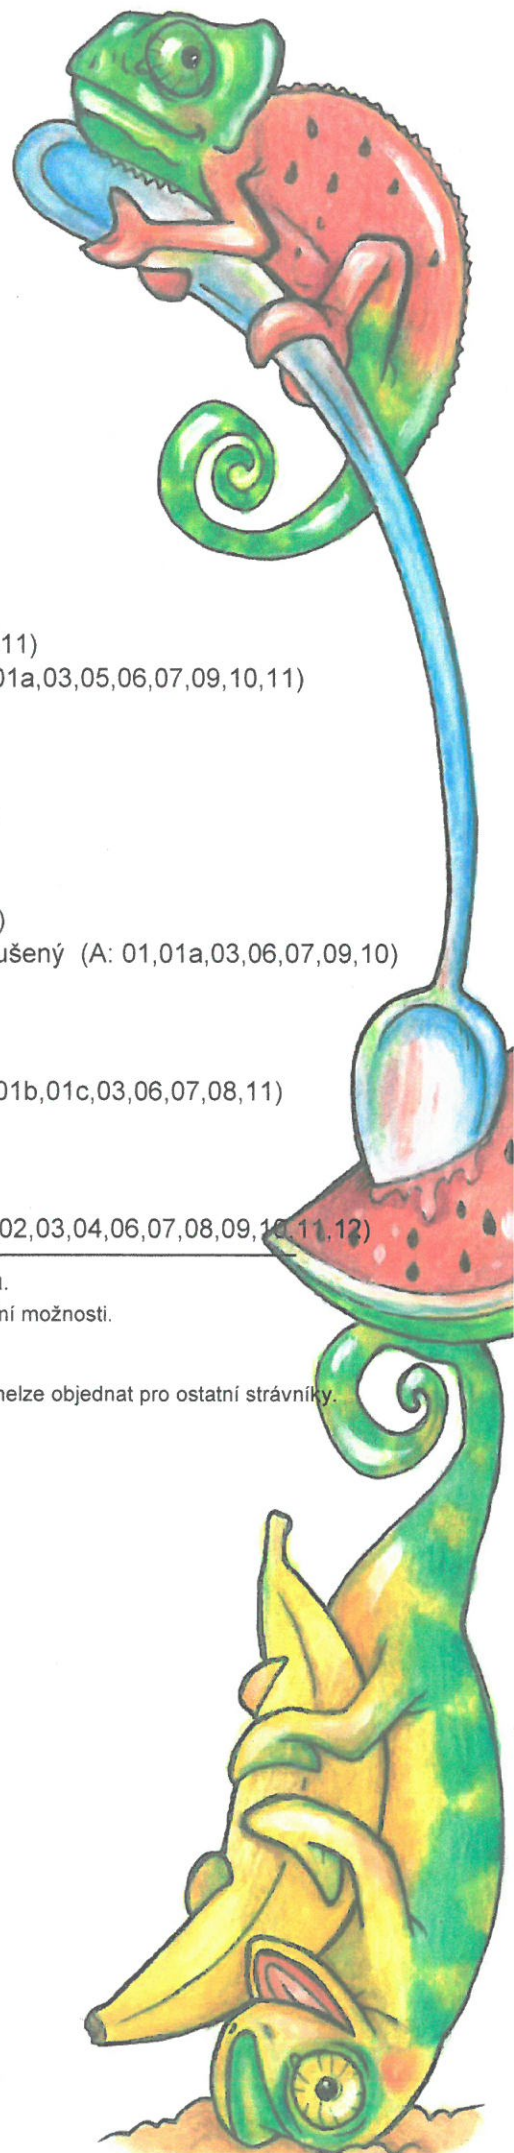 11)
01a,03,05,06,07,09,10,11)
)
ušený (A: 01,01a,03,06,07,09,10)
01b,01c,03,06,07,08,11)
02,03,04,06,07,08,09,10,11,12)
ní možnosti.
nelze objednat pro ostatní strávníky.